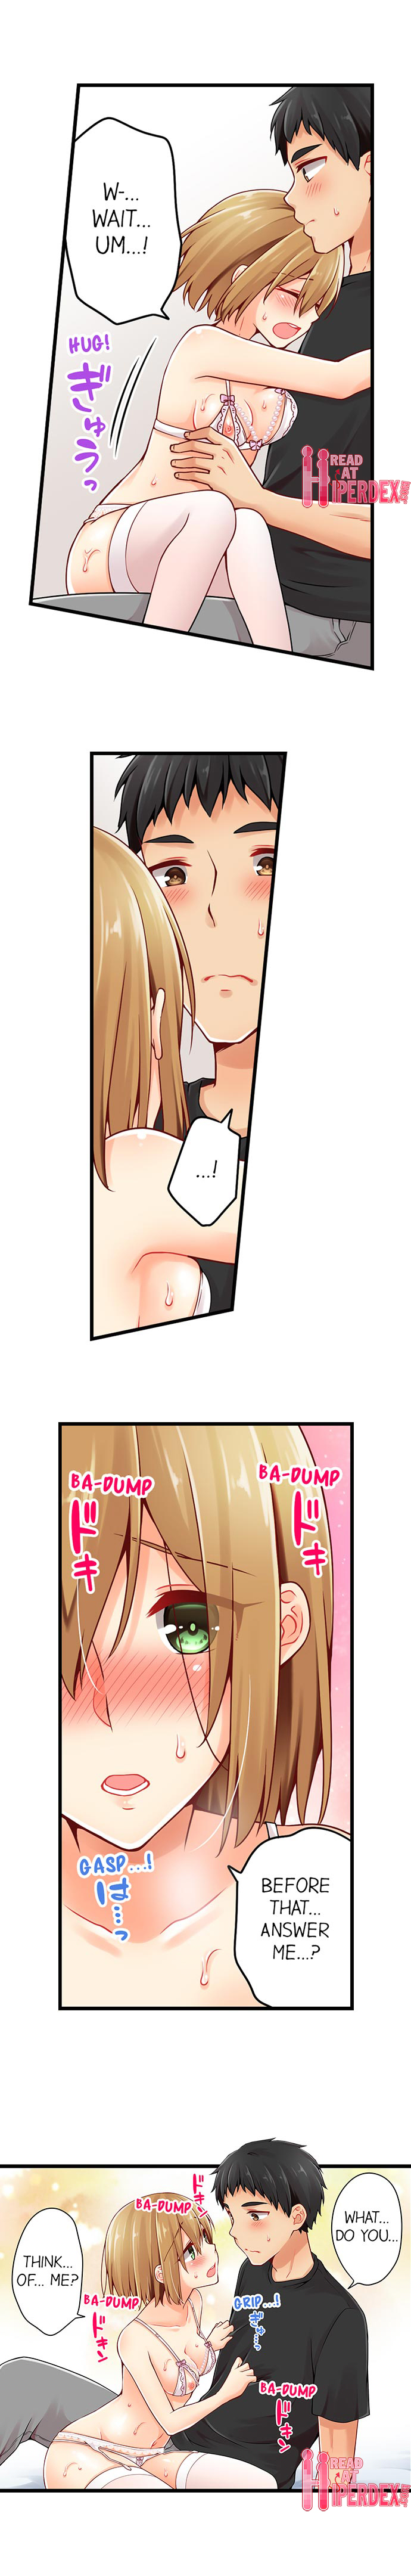 W-...
WAIT...
UM...!
HUG!
ぎゅうっ
READ
AT
HIPERDEX
...!
BA-DUMP
ドキ
BA-DUMP
ドキ
GASP...!
は…っ
BEFORE
THAT...
ANSWER
ME...?
WHAT...
DO YOU...
THINK...
OF... ME?
ドキン
BA-DUMP
BA-DUMP
ドキン
GRIP...!
ぎゅ…っ
BA-DUMP
ドキン
READ
AT
HIPERDEX